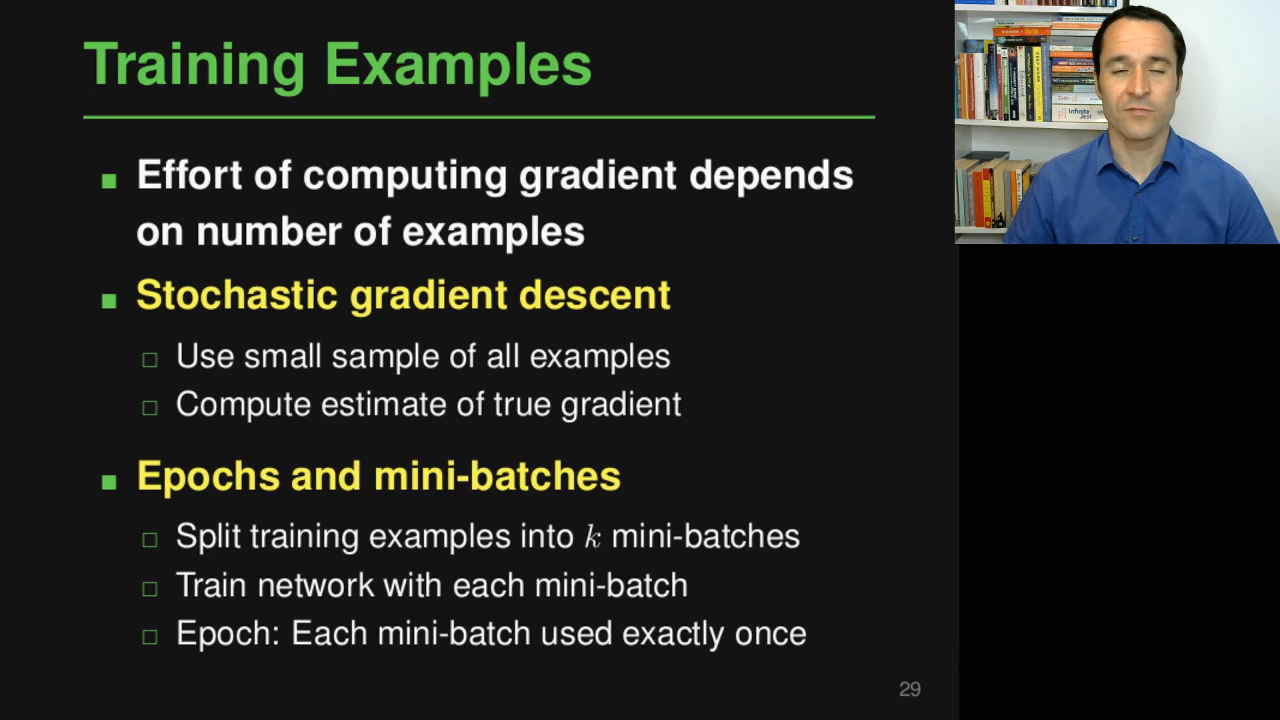 Training Examples
Effort of computing gradient depends
on number of examples
Stochastic gradient descent
Use small sample of all examples
Compute estimate of true gradient
Epochs and mini-batches
Split training examples into k mini-batches
Train network with each mini-batch
Epoch: Each mini-batch used exactly once
29
Infinite
Jest